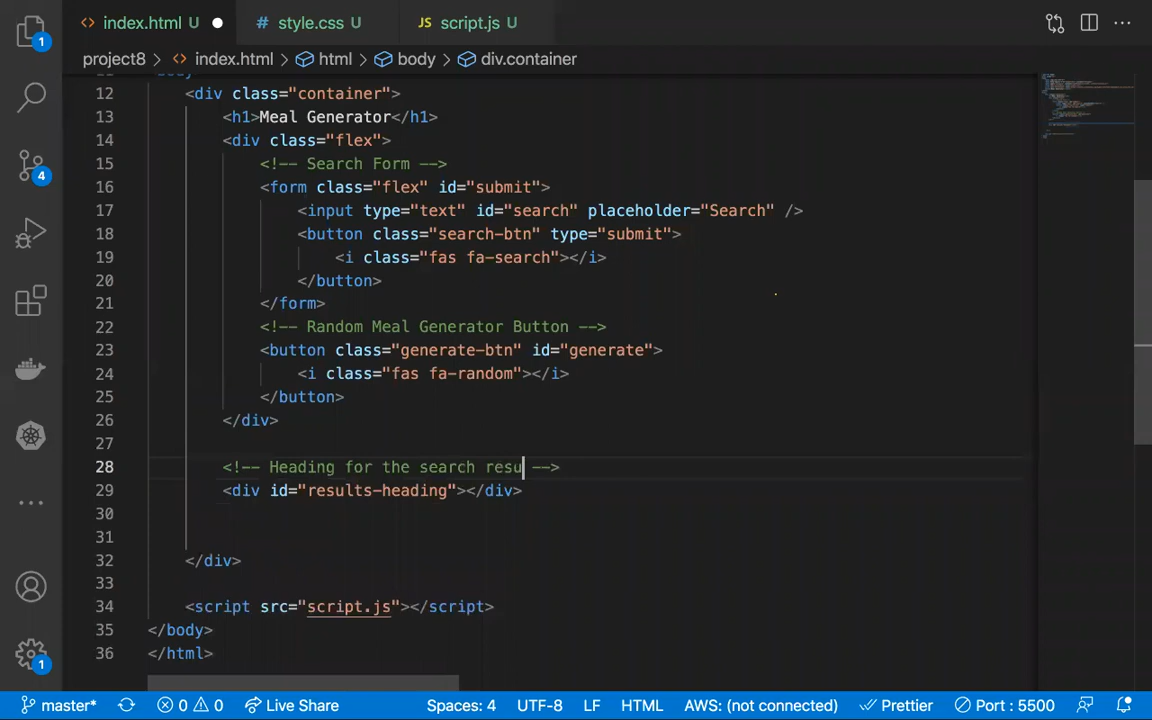 index.html U
style.css U
JS script.js U
project8 > index.html > html > body > div.container
12 <div class="container">
13 <h1>Meal Generator</h1>
14 <div class="flex">
15 <!-- Search Form -->
16 <form class="flex" id="submit">
17 <input type="text" id="search" placeholder="Search" />
18 <button class="search-btn" type="submit">
19 <i class="fas fa-search"></i>
20 </button>
21 </form>
22 <!-- Random Meal Generator Button -->
23 <button class="generate-btn" id="generate">
24 <i class="fas fa-random"></i>
25 </button>
26 </div>
27
28 <!-- Heading for the search resu -->
29 <div id="results-heading"></div>
30
31
32 </div>
33
34 <script src="script.js"></script>
35 </body>
36 </html>
1
4
1
master* 0 0 Live Share Spaces: 4 UTF-8 LF HTML AWS: (not connected) Prettier Port : 5500